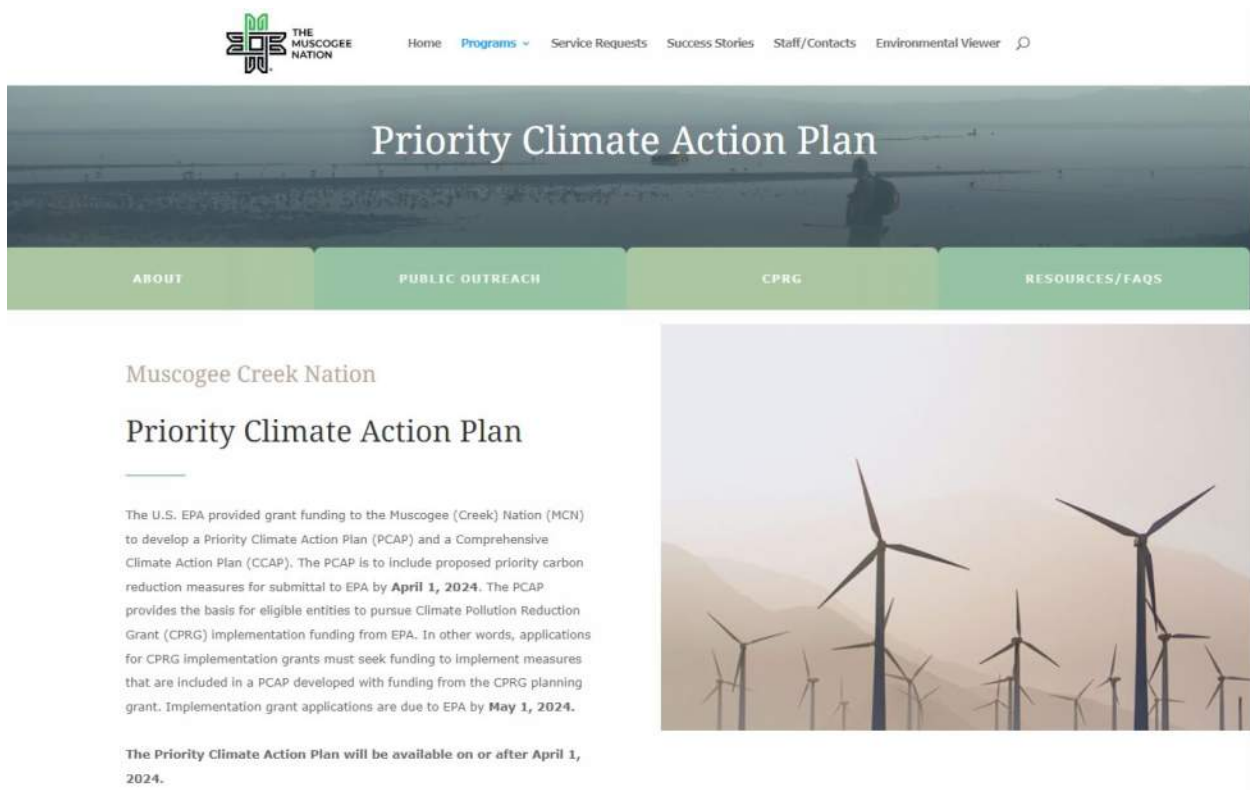 THE
MUSCOGEE
NATION
Home Programs Service Requests Success Stories Staff/Contacts Environmental Viewer
Priority Climate Action Plan
ABOUT PUBLIC OUTREACH CPRG RESOURCES/FAQS
Muscogee Creek Nation
Priority Climate Action Plan
The U.S. EPA provided grant funding to the Muscogee (Creek) Nation (MCN)
to develop a Priority Climate Action Plan (PCAP) and a Comprehensive
Climate Action Plan (CCAP). The PCAP is to include proposed priority carbon
reduction measures for submittal to EPA by April 1, 2024. The PCAP
provides the basis for eligible entities to pursue Climate Pollution Reduction
Grant (CPRG) implementation funding from EPA. In other words, applications
for CPRG implementation grants must seek funding to implement measures
that are included in a PCAP developed with funding from the CPRG planning
grant. Implementation grant applications are due to EPA by May 1, 2024.
The Priority Climate Action Plan will be available on or after April 1,
2024.